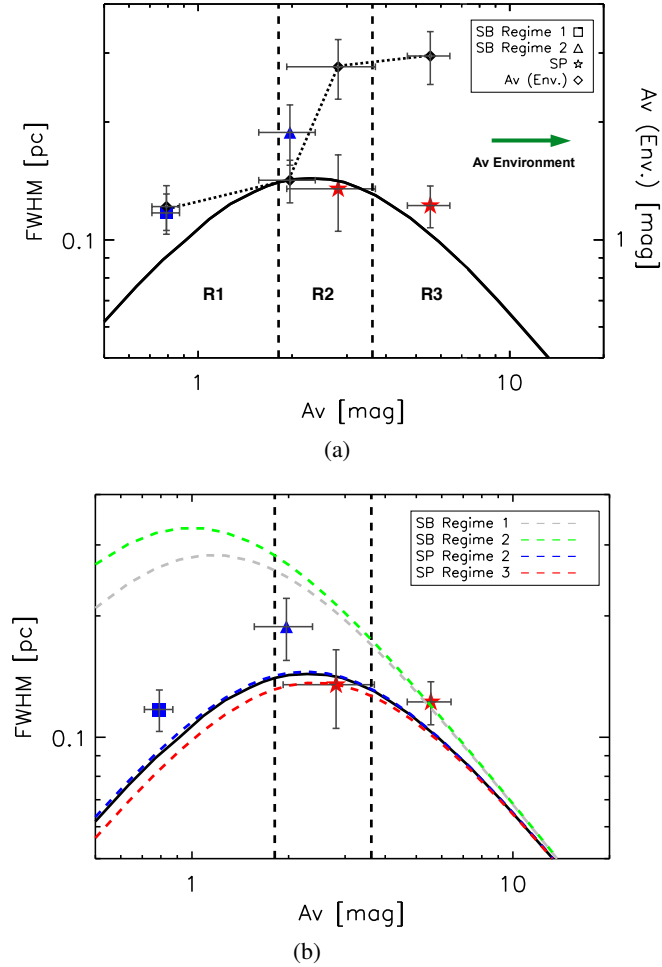 SB Regime 1 □
SB Regime 2 △
SP ☆
Av (Env.) ◇
FWHM [pc]
0.1
Av Environment
Av (Env.) [mag]
1
R1 R2 R3
1 10
Av [mag]
(a)
SB Regime 1
SB Regime 2
SP Regime 2
SP Regime 3
FWHM [pc]
0.1
1 10
Av [mag]
(b)